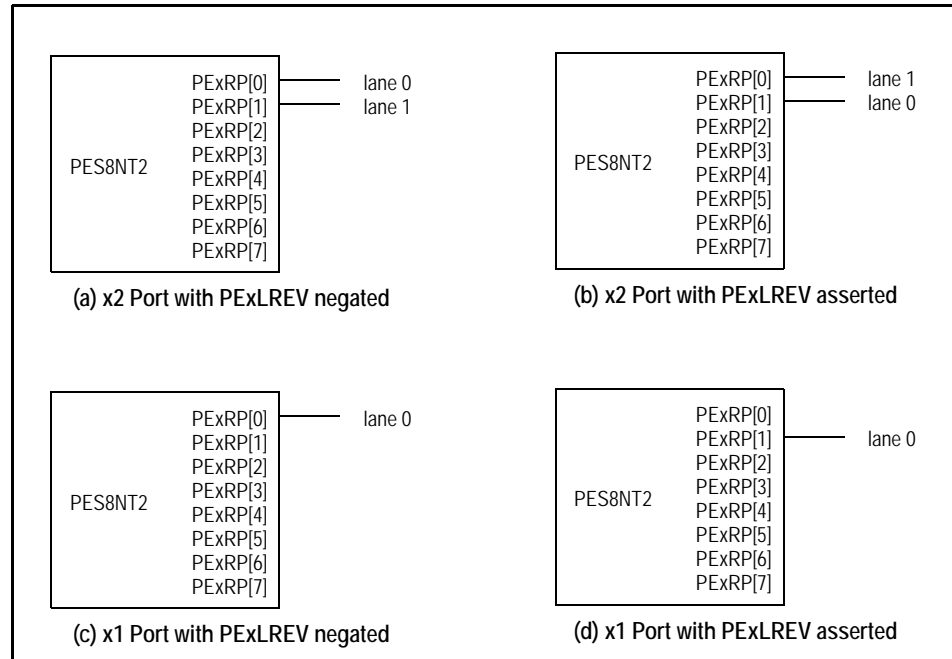 PES8NT2
PExRP[0]
PExRP[1]
PExRP[2]
PExRP[3]
PExRP[4]
PExRP[5]
PExRP[6]
PExRP[7]
lane 0
lane 1
(a) x2 Port with PExLREV negated
PES8NT2
PExRP[0]
PExRP[1]
PExRP[2]
PExRP[3]
PExRP[4]
PExRP[5]
PExRP[6]
PExRP[7]
lane 1
lane 0
(b) x2 Port with PExLREV asserted
PES8NT2
PExRP[0]
PExRP[1]
PExRP[2]
PExRP[3]
PExRP[4]
PExRP[5]
PExRP[6]
PExRP[7]
lane 0
(c) x1 Port with PExLREV negated
PES8NT2
PExRP[0]
PExRP[1]
PExRP[2]
PExRP[3]
PExRP[4]
PExRP[5]
PExRP[6]
PExRP[7]
lane 0
(d) x1 Port with PExLREV asserted